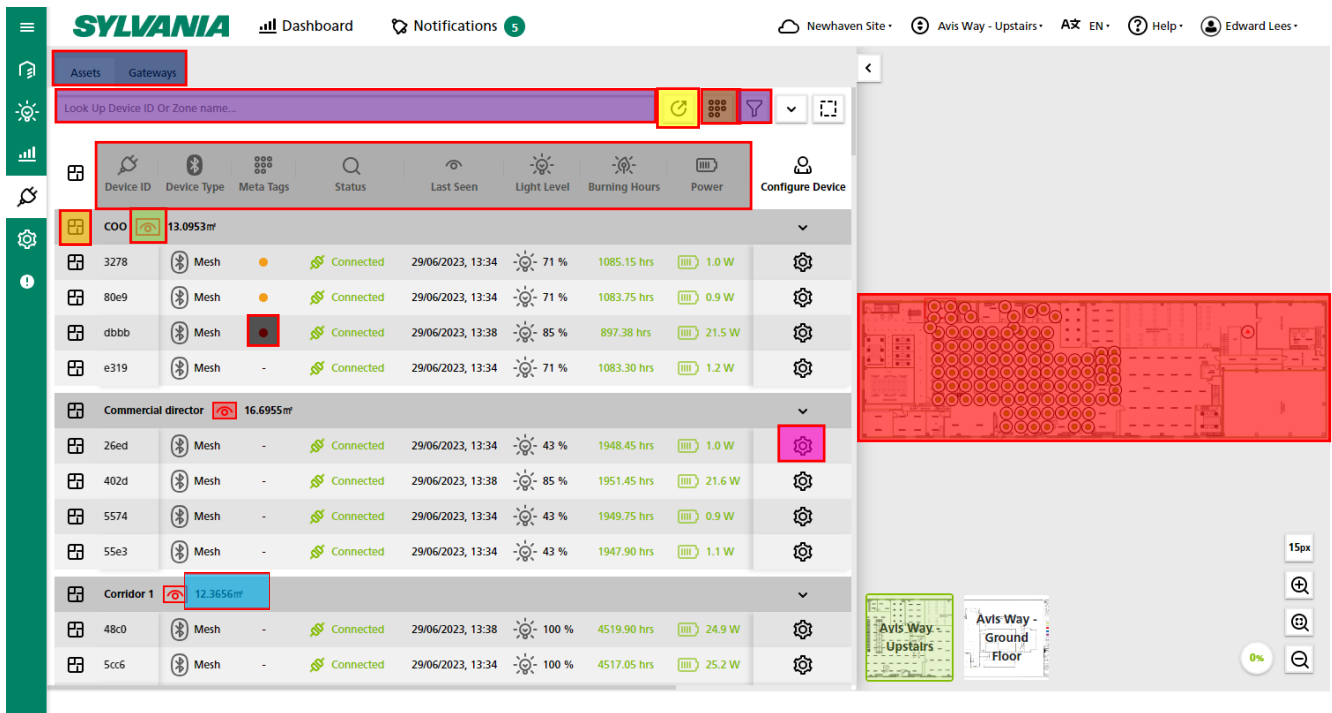 SYLVANIA Dashboard Notifications 5 Newhaven Site Avis Way - Upstairs A EN Help Edward Lees
Assets Gateways
Look Up Device ID Or Zone name...
Device ID Device Type Meta Tags Status Last Seen Light Level Burning Hours Power Configure Device
COO 13.0953㎡
3278 Mesh Connected 29/06/2023, 13:34 71 % 1085.15 hrs 1.0 W
80e9 Mesh Connected 29/06/2023, 13:34 71 % 1083.75 hrs 0.9 W
dbbb Mesh Connected 29/06/2023, 13:38 85 % 897.38 hrs 21.5 W
e319 Mesh - Connected 29/06/2023, 13:34 71 % 1083.30 hrs 1.2 W
Commercial director 16.6955㎡
26ed Mesh - Connected 29/06/2023, 13:34 43 % 1948.45 hrs 1.0 W
402d Mesh - Connected 29/06/2023, 13:38 85 % 1951.45 hrs 21.6 W
5574 Mesh - Connected 29/06/2023, 13:34 43 % 1949.75 hrs 0.9 W
55e3 Mesh - Connected 29/06/2023, 13:34 43 % 1947.90 hrs 1.1 W
Corridor 1 12.3656㎡
48c0 Mesh - Connected 29/06/2023, 13:38 100 % 4519.90 hrs 24.9 W
5cc6 Mesh - Connected 29/06/2023, 13:34 100 % 4517.05 hrs 25.2 W
15px
Avis Way -
Upstairs
Avis Way -
Ground
Floor
0%